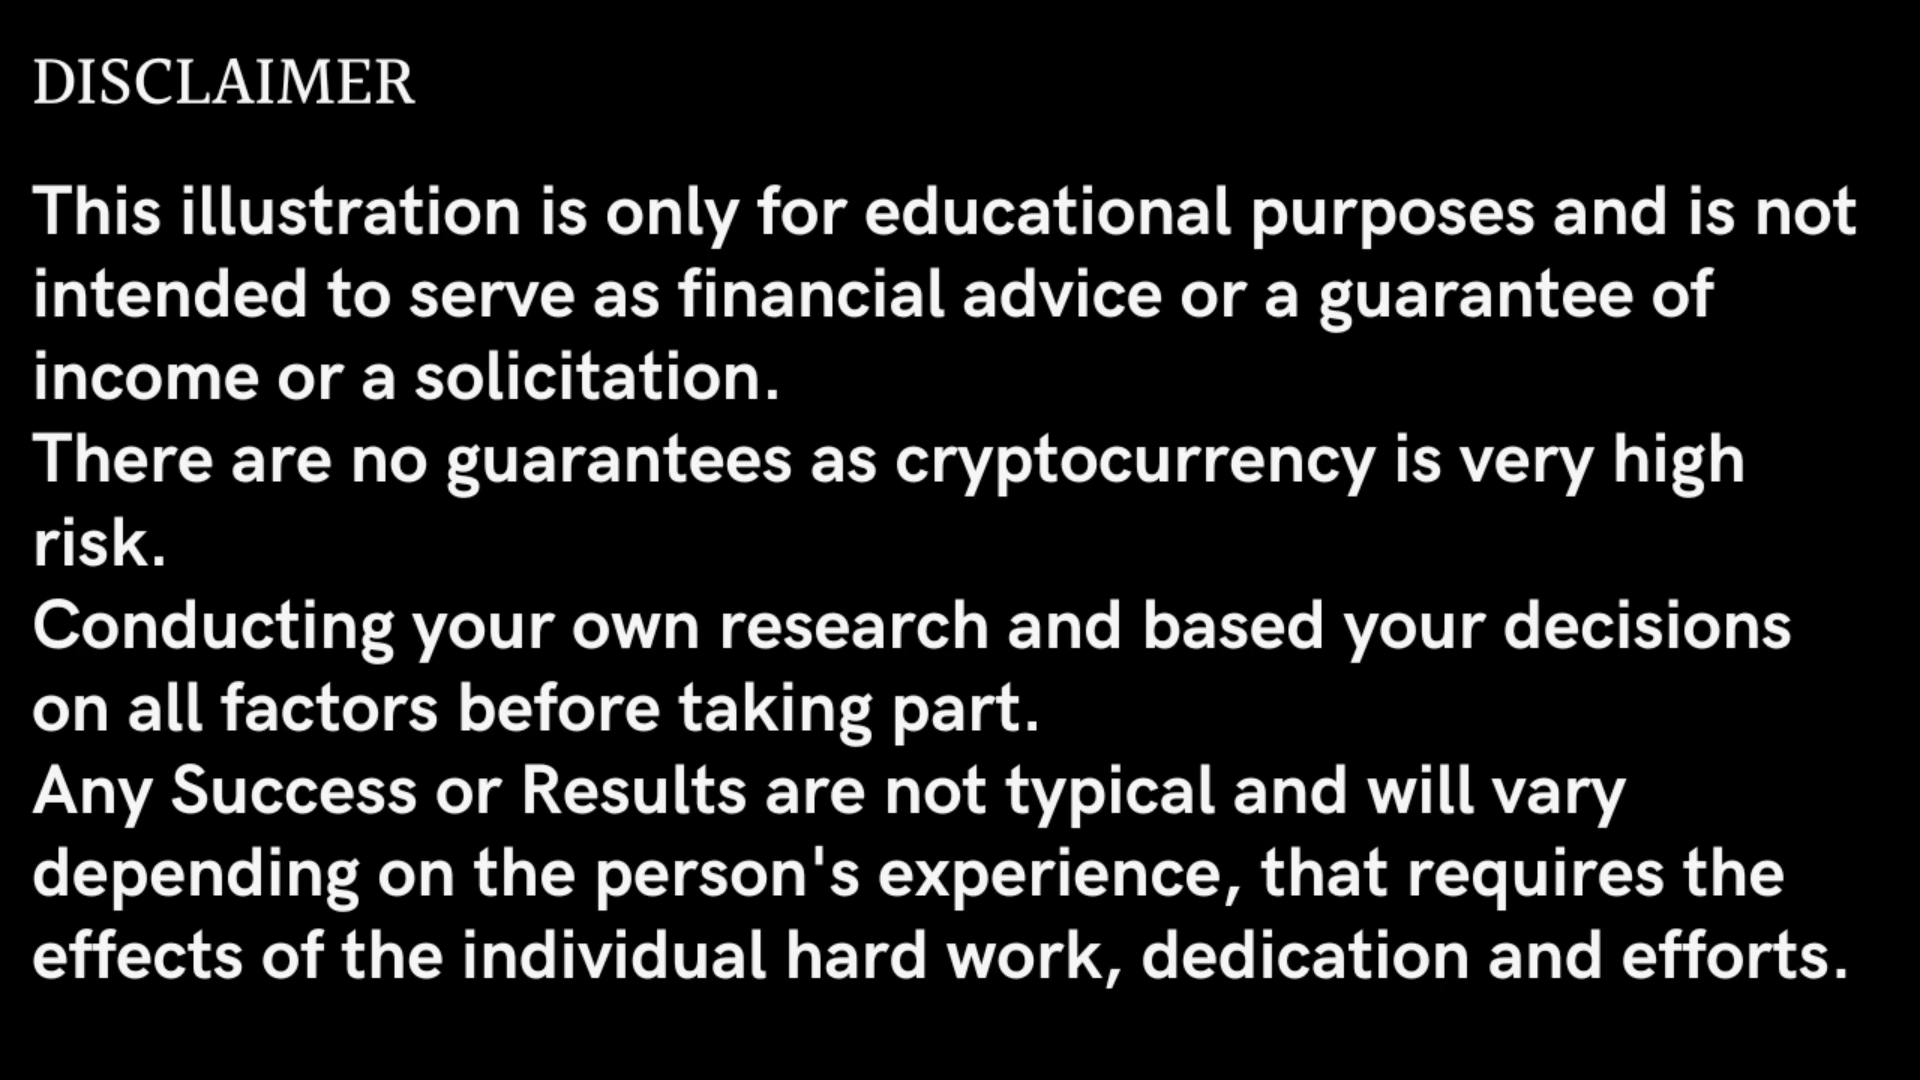 DISCLAIMER
This illustration is only for educational purposes and is not
intended to serve as financial advice or a guarantee of
income or a solicitation.
There are no guarantees as cryptocurrency is very high
risk.
Conducting your own research and based your decisions
on all factors before taking part.
Any Success or Results are not typical and will vary
depending on the person's experience, that requires the
effects of the individual hard work, dedication and efforts.